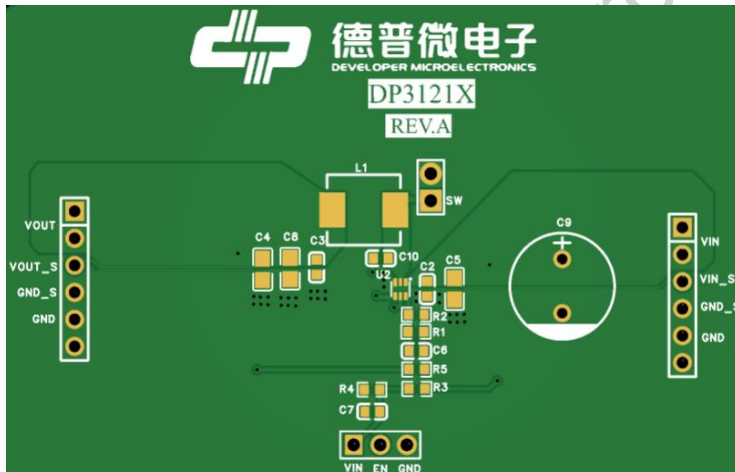 德普微电子
DEVELOPER MICROELECTRONICS
DP3121X
REV.A
L1
SW
C9
VOUT
VOUT_S
GND_S
GND
C4
C8
C3
C10
U2
C2
C5
VIN
VIN_S
GND_S
GND
R2
R1
C6
R5
R4
R3
C7
VIN EN GND